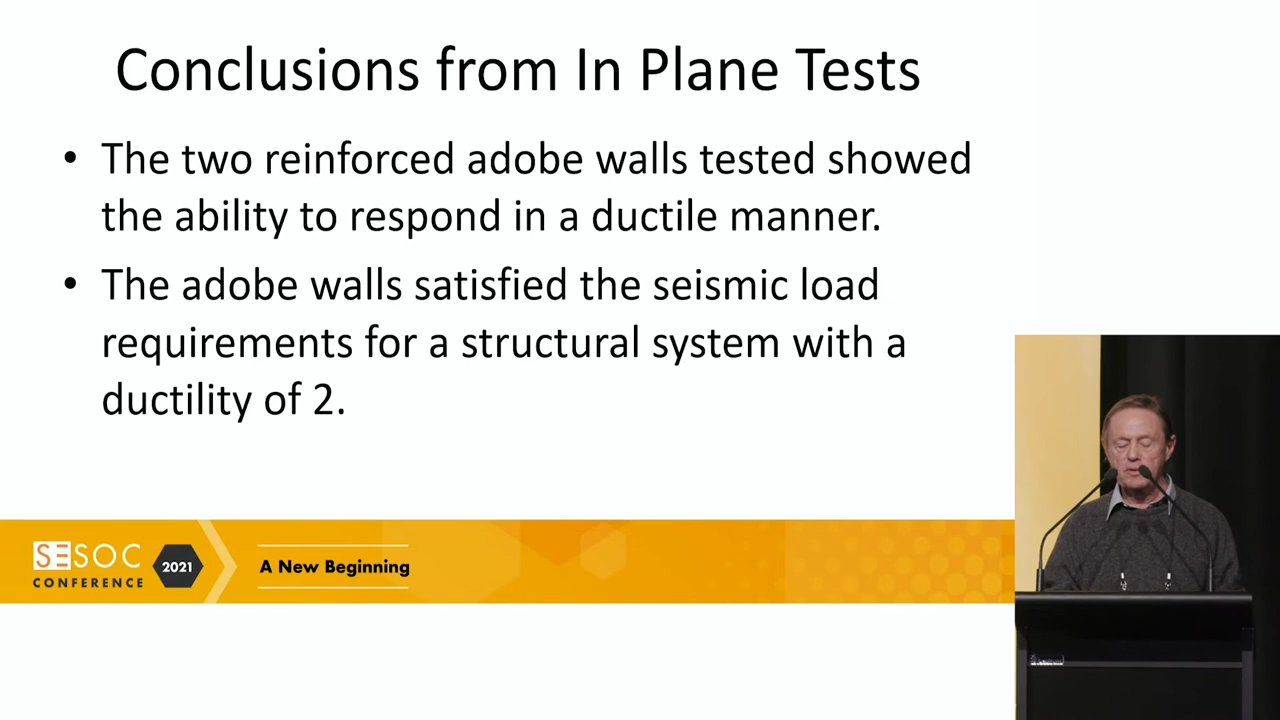 Conclusions from In Plane Tests
• The two reinforced adobe walls tested showed
the ability to respond in a ductile manner.
• The adobe walls satisfied the seismic load
requirements for a structural system with a
ductility of 2.
SESOC
CONFERENCE
2021
A New Beginning